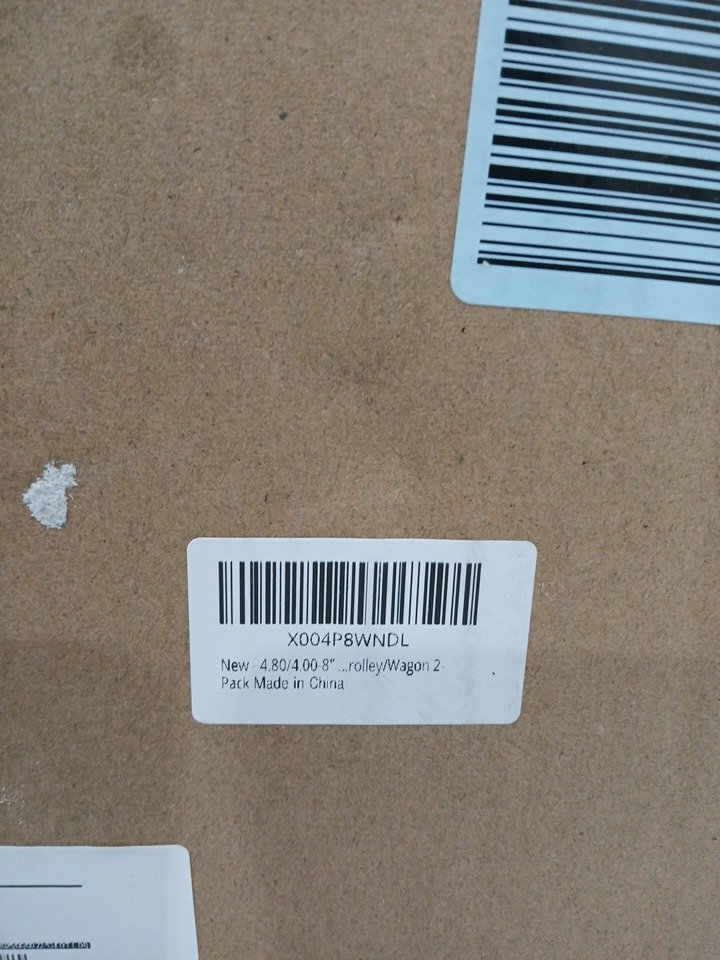 X004P8WNDL
New - 4.80/4.00-8" ...rolley/Wagon 2-
Pack Made in China